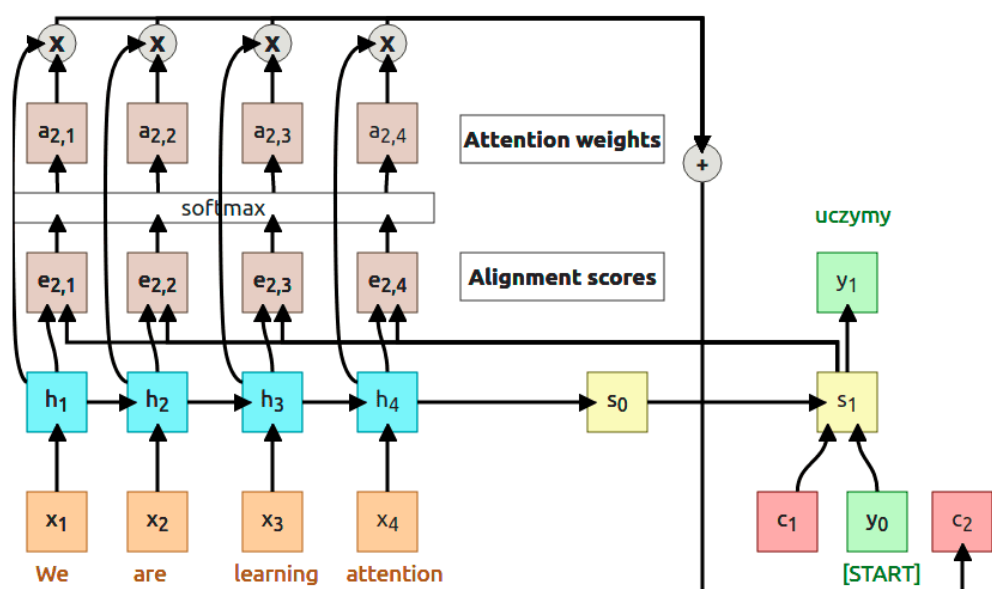 x x x x
a2,1 a2,2 a2,3 a2,4 Attention weights
+
softmax
uczymy
e2,1 e2,2 e2,3 e2,4 Alignment scores y1
h1 h2 h3 h4 s0 s1
x1 x2 x3 x4 c1 y0 c2
We are learning attention [START]